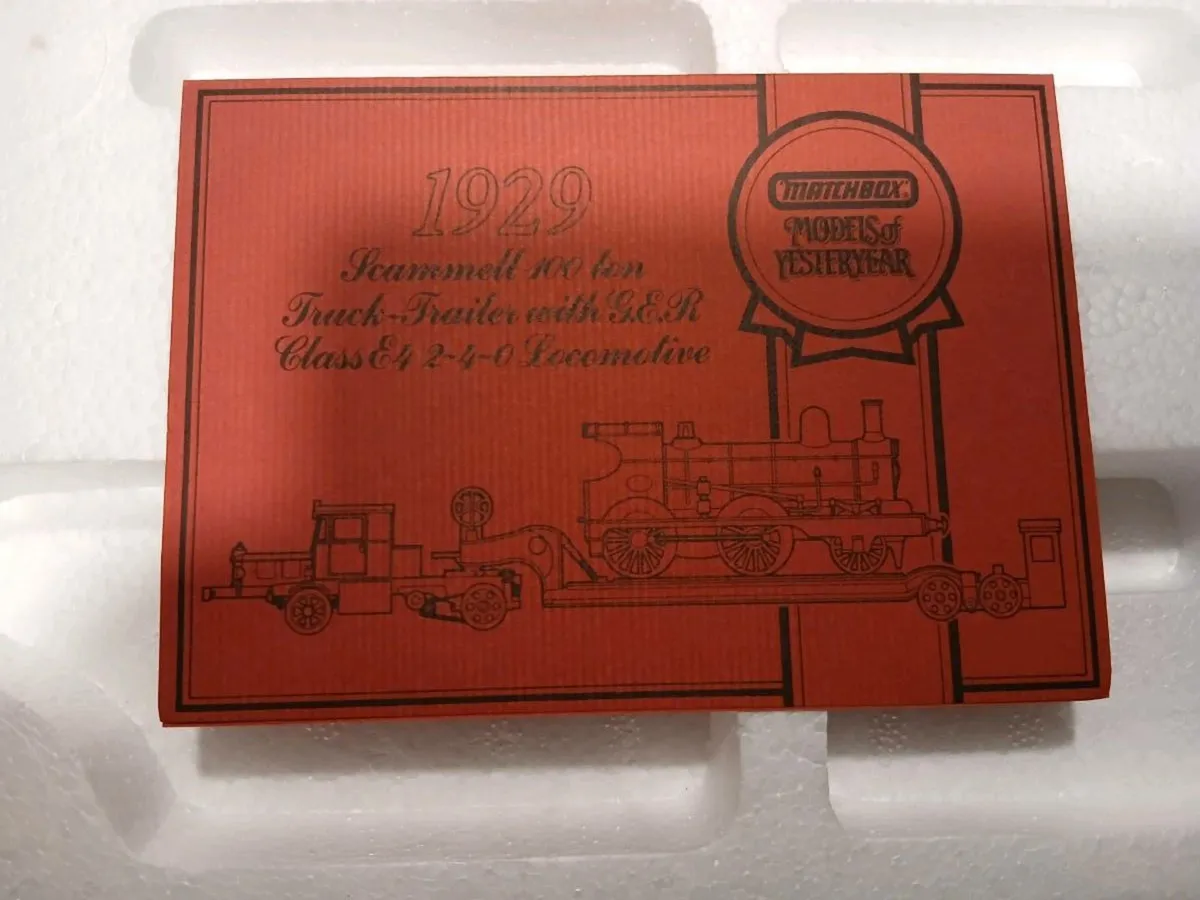 1929
Scammell 100 ton
Truck-Trailer with G.E.R
Class E4 2-4-0 Locomotive
"MATCHBOX"
MODELS of
YESTERYEAR